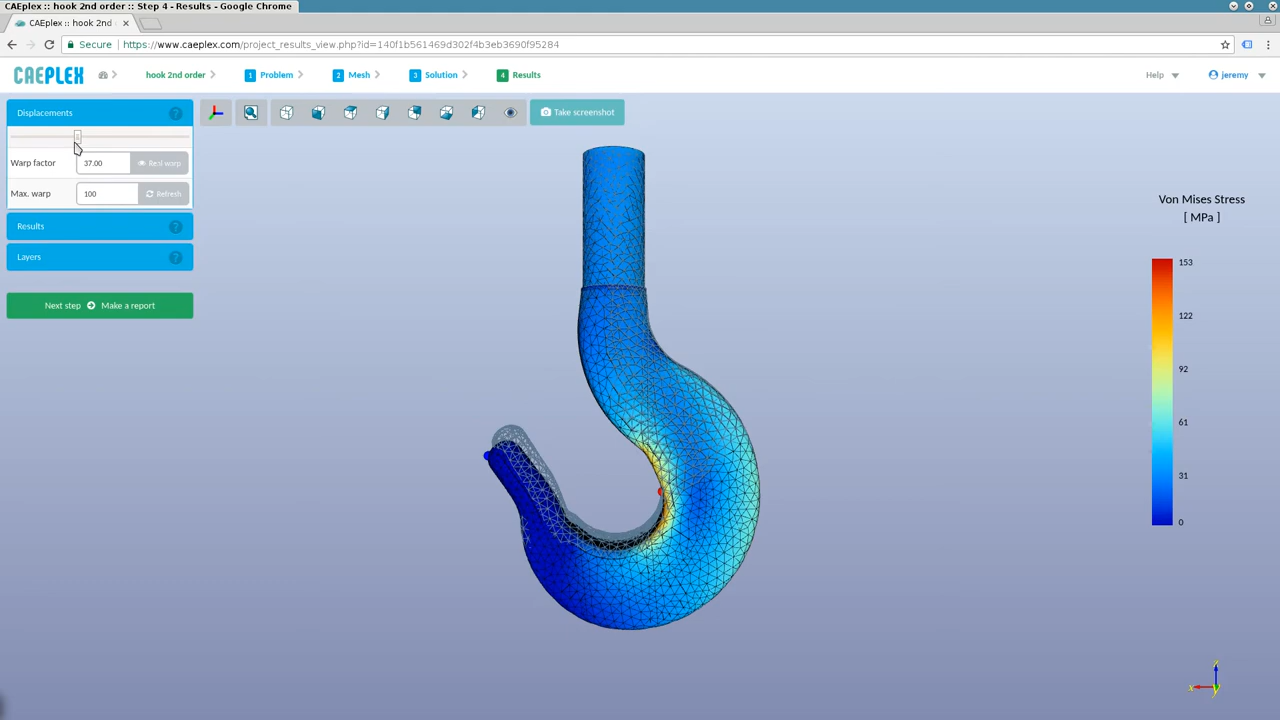 CAEplex :: hook 2nd order :: Step 4 - Results - Google Chrome
CAEplex :: hook 2nd
Secure https://www.caeplex.com/project_results_view.php?id=140f1b561469d302f4b3eb3690f95284
CAEPLEX hook 2nd order 1 Problem 2 Mesh 3 Solution 4 Results Help jeremy
Displacements ?
Take screenshot
Warp factor 37.00 Real warp
Max. warp 100 Refresh
Results ?
Layers ?
Next step Make a report
Von Mises Stress
[ MPa ]
153
122
92
61
31
0
z
x
y